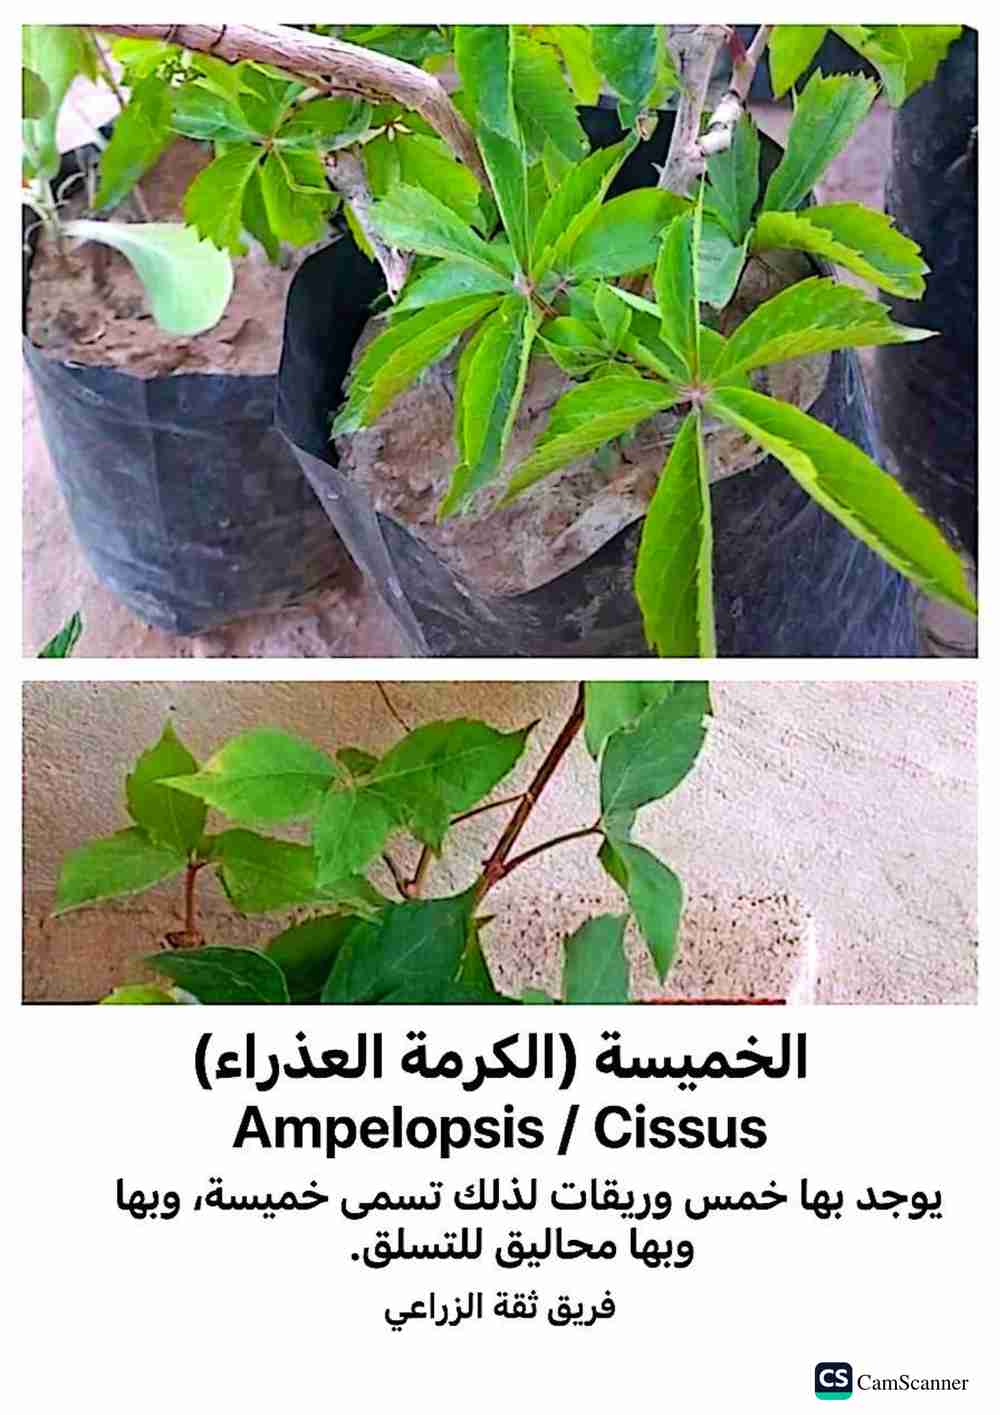 الخميسة (الكرمة العذراء)
Ampelopsis / Cissus
يوجد بها خمس وريقات لذلك تسمى خميسة، وبها
وبها محاليق للتسلق.
فريق ثقة الزراعي
CS CamScanner